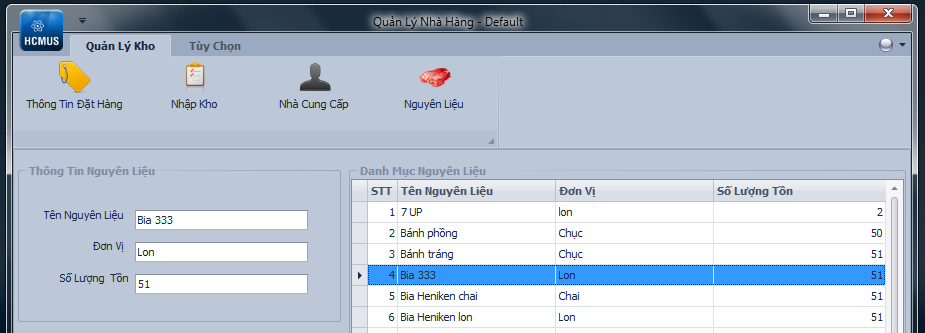 Quản Lý Nhà Hàng - Default
HCMUS
Quản Lý Kho Tùy Chọn
Thông Tin Đặt Hàng Nhập Kho Nhà Cung Cấp Nguyên Liệu
Thông Tin Nguyên Liệu
Tên Nguyên Liệu Bia 333
Đơn Vị Lon
Số Lượng Tồn 51
Danh Mục Nguyên Liệu
STT Tên Nguyên Liệu Đơn Vị Số Lượng Tồn
1 7 UP lon 2
2 Bánh phồng Chục 50
3 Bánh tráng Chục 51
4 Bia 333 Lon 51
5 Bia Heniken chai Chai 51
6 Bia Heniken lon Lon 51